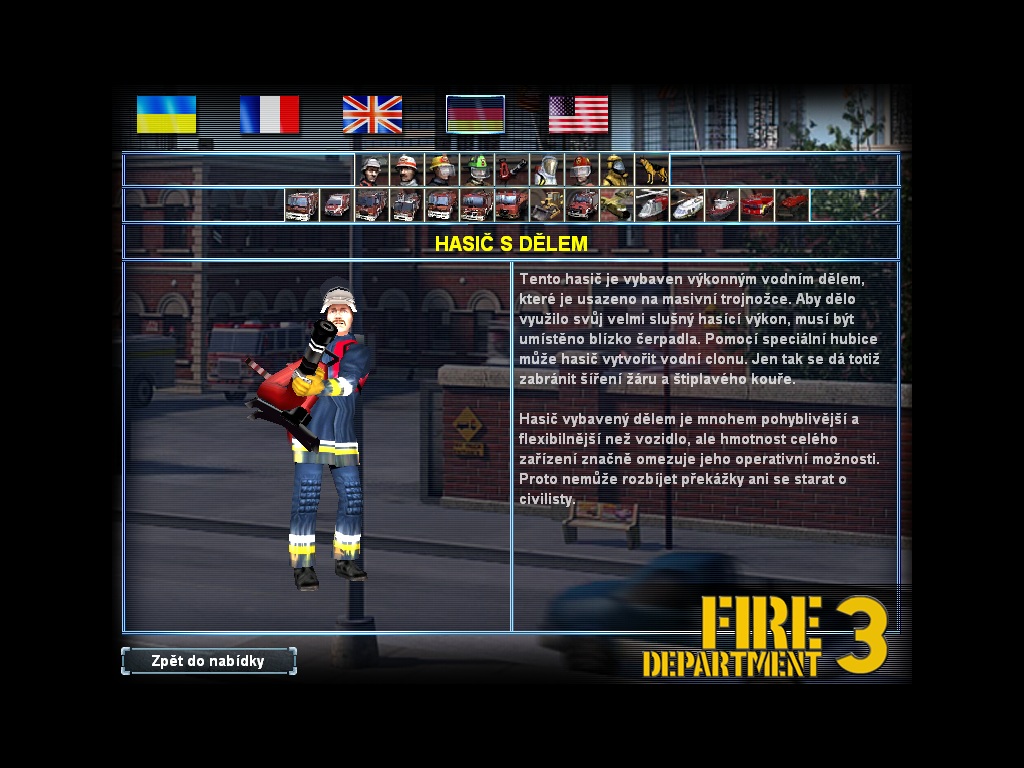 HASIČ S DĚLEM
Tento hasič je vybaven výkonným vodním dělem,
které je usazeno na masivní trojnožce. Aby dělo
využilo svůj velmi slušný hasící výkon, musí být
umístěno blízko čerpadla. Pomocí speciální hubice
může hasič vytvořit vodní clonu. Jen tak se dá totiž
zabránit šíření žáru a štiplavého kouře.
Hasič vybavený dělem je mnohem pohyblivější a
flexibilnější než vozidlo, ale hmotnost celého
zařízení značně omezuje jeho operativní možnosti.
Proto nemůže rozbíjet překážky ani se starat o
civilisty.
FIRE
DEPARTMENT 3
Zpět do nabídky